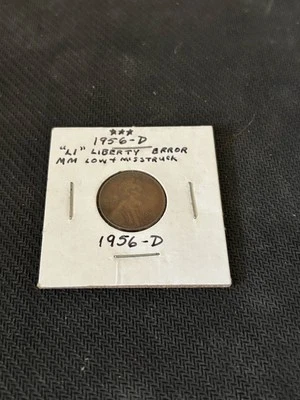 ★★★
1956-D
"LI" LIBERTY ERROR
MM LOW + MISSTRUCK
1956-D